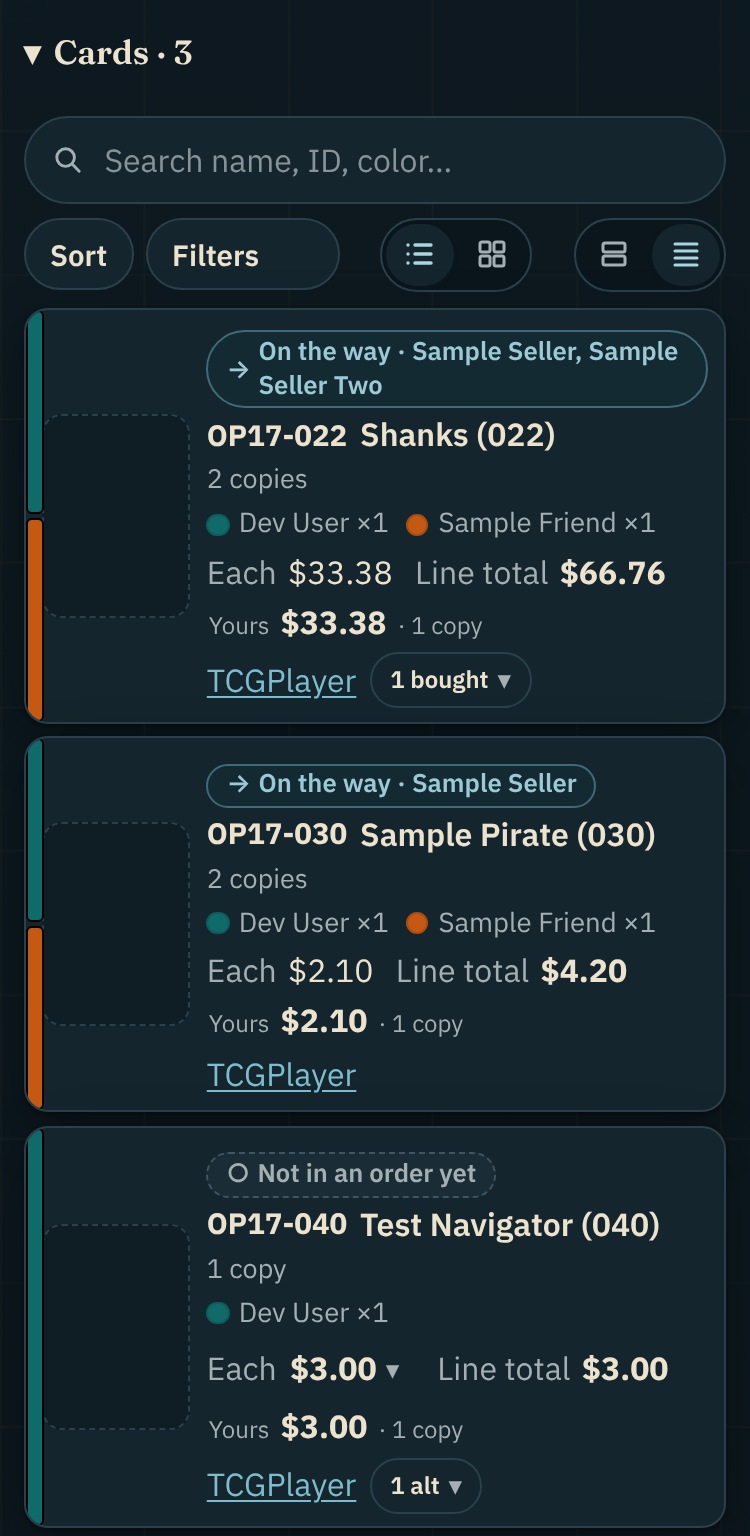 ▼ Cards · 3
Search name, ID, color...
Sort Filters
→ On the way · Sample Seller, Sample
Seller Two
OP17-022 Shanks (022)
2 copies
Dev User ×1 Sample Friend ×1
Each $33.38 Line total $66.76
Yours $33.38 · 1 copy
TCGPlayer 1 bought ▼
→ On the way · Sample Seller
OP17-030 Sample Pirate (030)
2 copies
Dev User ×1 Sample Friend ×1
Each $2.10 Line total $4.20
Yours $2.10 · 1 copy
TCGPlayer
Not in an order yet
OP17-040 Test Navigator (040)
1 copy
Dev User ×1
Each $3.00 ▼ Line total $3.00
Yours $3.00 · 1 copy
TCGPlayer 1 alt ▼